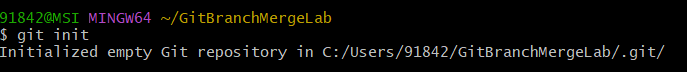 91842@MSI MINGW64 ~/GitBranchMergeLab
$ git init
Initialized empty Git repository in C:/Users/91842/GitBranchMergeLab/.git/